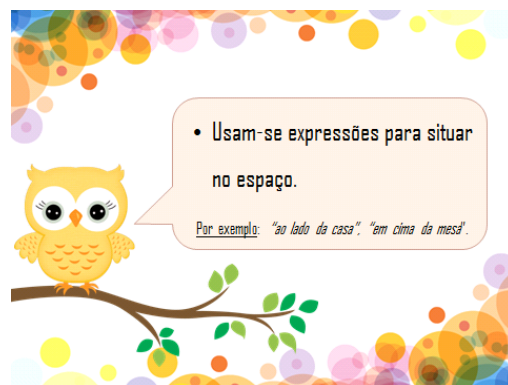 • Usam-se expressões para situar
no espaço.
Por exemplo: “ao lado da casa”, “em cima da mesa”.